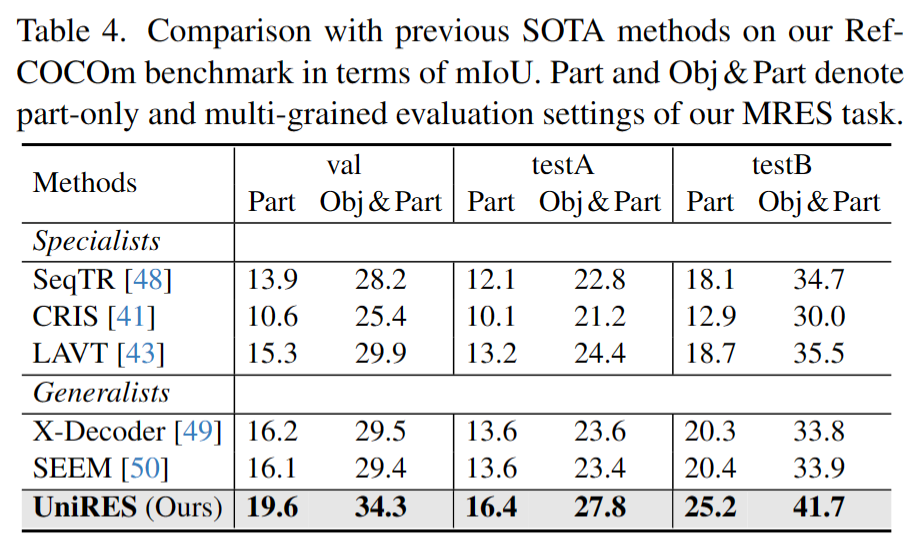 Table 4. Comparison with previous SOTA methods on our Ref-
COCOm benchmark in terms of mIoU. Part and Obj & Part denote
part-only and multi-grained evaluation settings of our MRES task.
Methods val testA testB
Part Obj & Part Part Obj & Part Part Obj & Part
Specialists
SeqTR [48] 13.9 28.2 12.1 22.8 18.1 34.7
CRIS [41] 10.6 25.4 10.1 21.2 12.9 30.0
LAVT [43] 15.3 29.9 13.2 24.4 18.7 35.5
Generalists
X-Decoder [49] 16.2 29.5 13.6 23.6 20.3 33.8
SEEM [50] 16.1 29.4 13.6 23.4 20.4 33.9
UniRES (Ours) 19.6 34.3 16.4 27.8 25.2 41.7